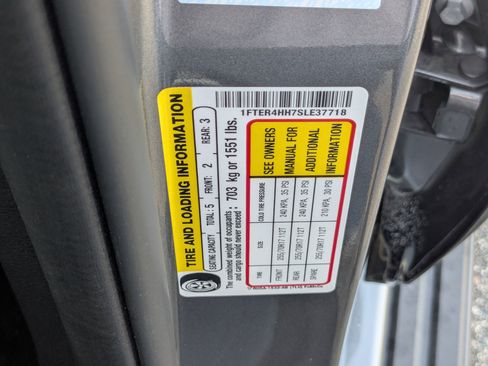 TIRE AND LOADING INFORMATION
SEATING CAPACITY TOTAL: 5 FRONT: 2 REAR: 3
The combined weight of occupants and cargo should never exceed: 703 kg or 1551 lbs.
TIRE SIZE COLD TIRE PRESSURE
FRONT 255/70R17 112T 240 KPA, 35 PSI
REAR 255/70R17 112T 240 KPA, 35 PSI
SPARE 255/70R17 112T 210 KPA, 30 PSI
SEE OWNERS
MANUAL FOR
ADDITIONAL
INFORMATION
1FTER4HH7SLE37718